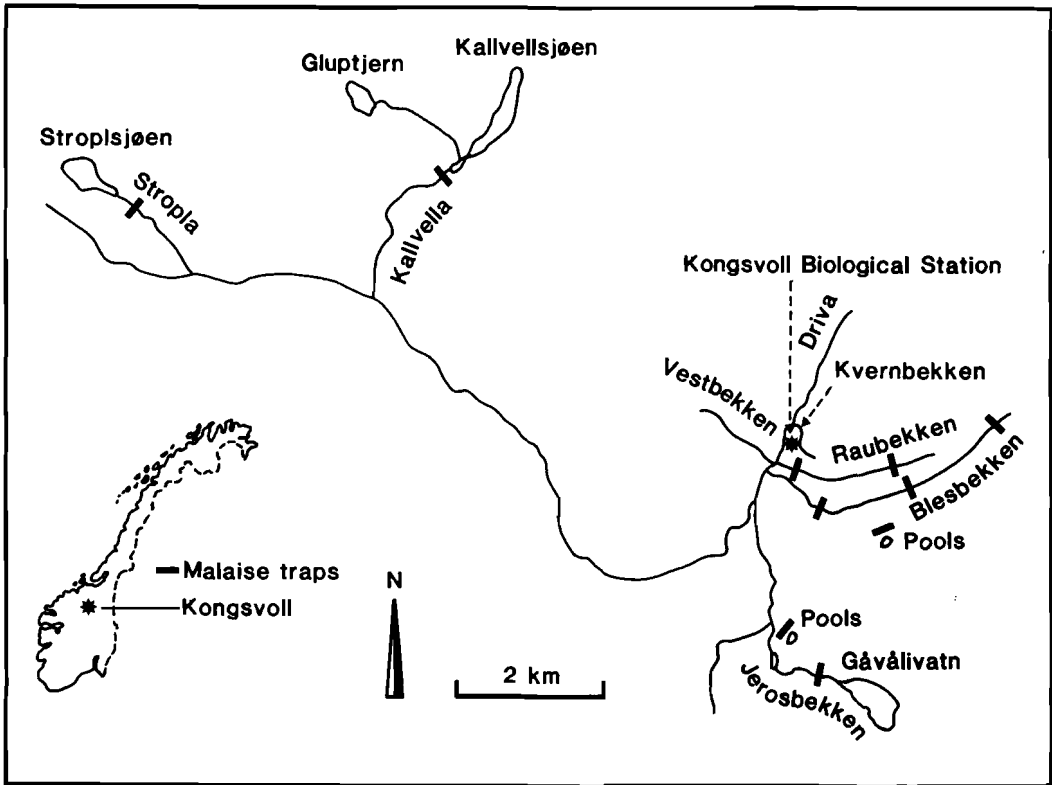 Kallvellsjøen
Gluptjern
Stroplsjøen
Stropla
Kallvella
Kongsvoll Biological Station
Driva
Kvernbekken
Vestbekken
Raubekken
Blesbekken
Pools
Malaise traps
Kongsvoll
N
2 km
Pools
Gåvålivatn
Jerosbekken